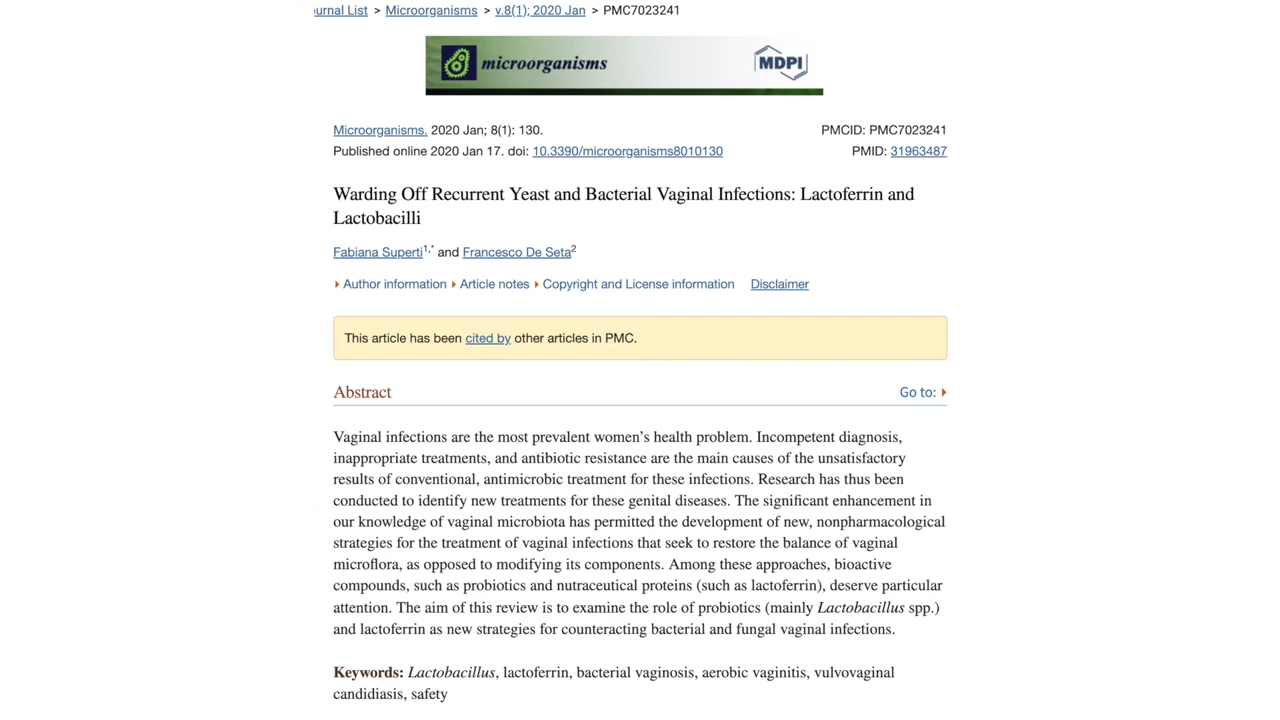 urnal List > Microorganisms > v.8(1); 2020 Jan > PMC7023241
microorganisms MDPI
Microorganisms. 2020 Jan; 8(1): 130. PMCID: PMC7023241
Published online 2020 Jan 17. doi: 10.3390/microorganisms8010130 PMID: 31963487
Warding Off Recurrent Yeast and Bacterial Vaginal Infections: Lactoferrin and
Lactobacilli
Fabiana Superti1,* and Francesco De Seta2
Author information Article notes Copyright and License information Disclaimer
This article has been cited by other articles in PMC.
Abstract Go to:
Vaginal infections are the most prevalent women's health problem. Incompetent diagnosis,
inappropriate treatments, and antibiotic resistance are the main causes of the unsatisfactory
results of conventional, antimicrobic treatment for these infections. Research has thus been
conducted to identify new treatments for these genital diseases. The significant enhancement in
our knowledge of vaginal microbiota has permitted the development of new, nonpharmacological
strategies for the treatment of vaginal infections that seek to restore the balance of vaginal
microflora, as opposed to modifying its components. Among these approaches, bioactive
compounds, such as probiotics and nutraceutical proteins (such as lactoferrin), deserve particular
attention. The aim of this review is to examine the role of probiotics (mainly Lactobacillus spp.)
and lactoferrin as new strategies for counteracting bacterial and fungal vaginal infections.
Keywords: Lactobacillus, lactoferrin, bacterial vaginosis, aerobic vaginitis, vulvovaginal
candidiasis, safety